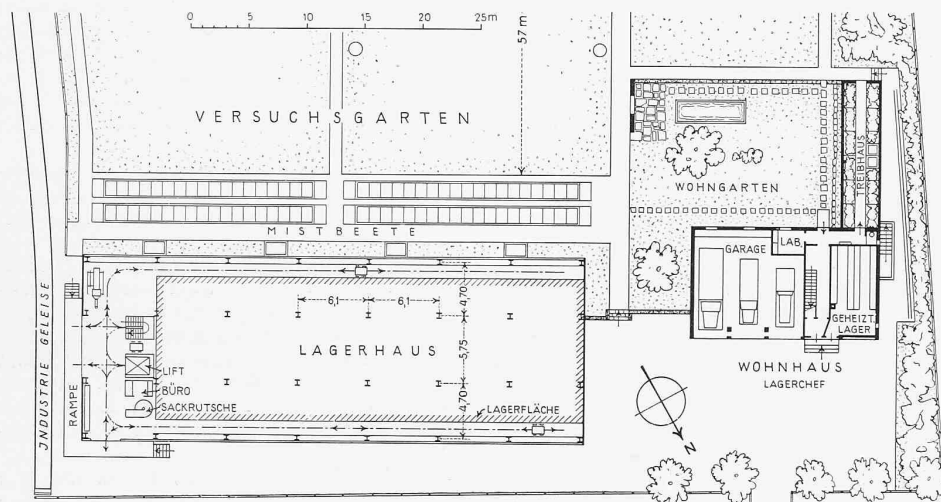 0 5 10 15 20 25 m
57 m
VERSUCHSGARTEN
WOHNGARTEN
TREIBHAUS
MISTBEETE
GARAGE
LAB.
GEHEIZT.
LAGER
WOHNHAUS
LAGERCHEF
INDUSTRIE GELEISE
RAMPE
6,1 6,1
4,70
5,75
4,70
LAGERHAUS
LIFT
BÜRO
SACKRUTSCHE
LAGERFLÄCHE
N